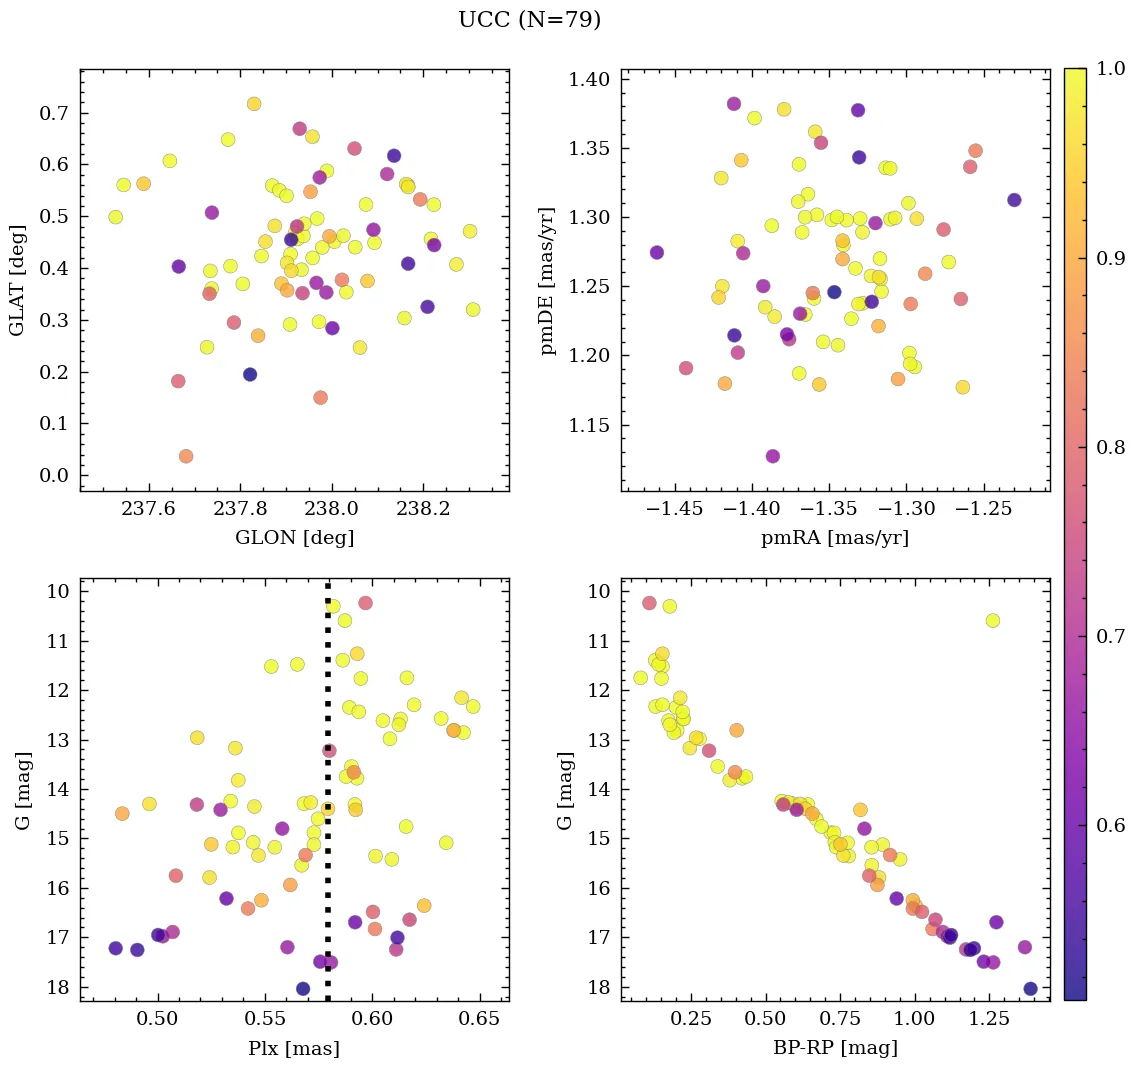 UCC (N=79)
0.7
0.6
0.5
0.4
0.3
0.2
0.1
0.0
GLAT [deg]
237.6 237.8 238.0 238.2
GLON [deg]
1.40
1.35
1.30
1.25
1.20
1.15
pmDE [mas/yr]
−1.45 −1.40 −1.35 −1.30 −1.25
pmRA [mas/yr]
1.0
0.9
0.8
0.7
0.6
10
11
12
13
14
15
16
17
18
G [mag]
0.50 0.55 0.60 0.65
Plx [mas]
10
11
12
13
14
15
16
17
18
G [mag]
0.25 0.50 0.75 1.00 1.25
BP-RP [mag]